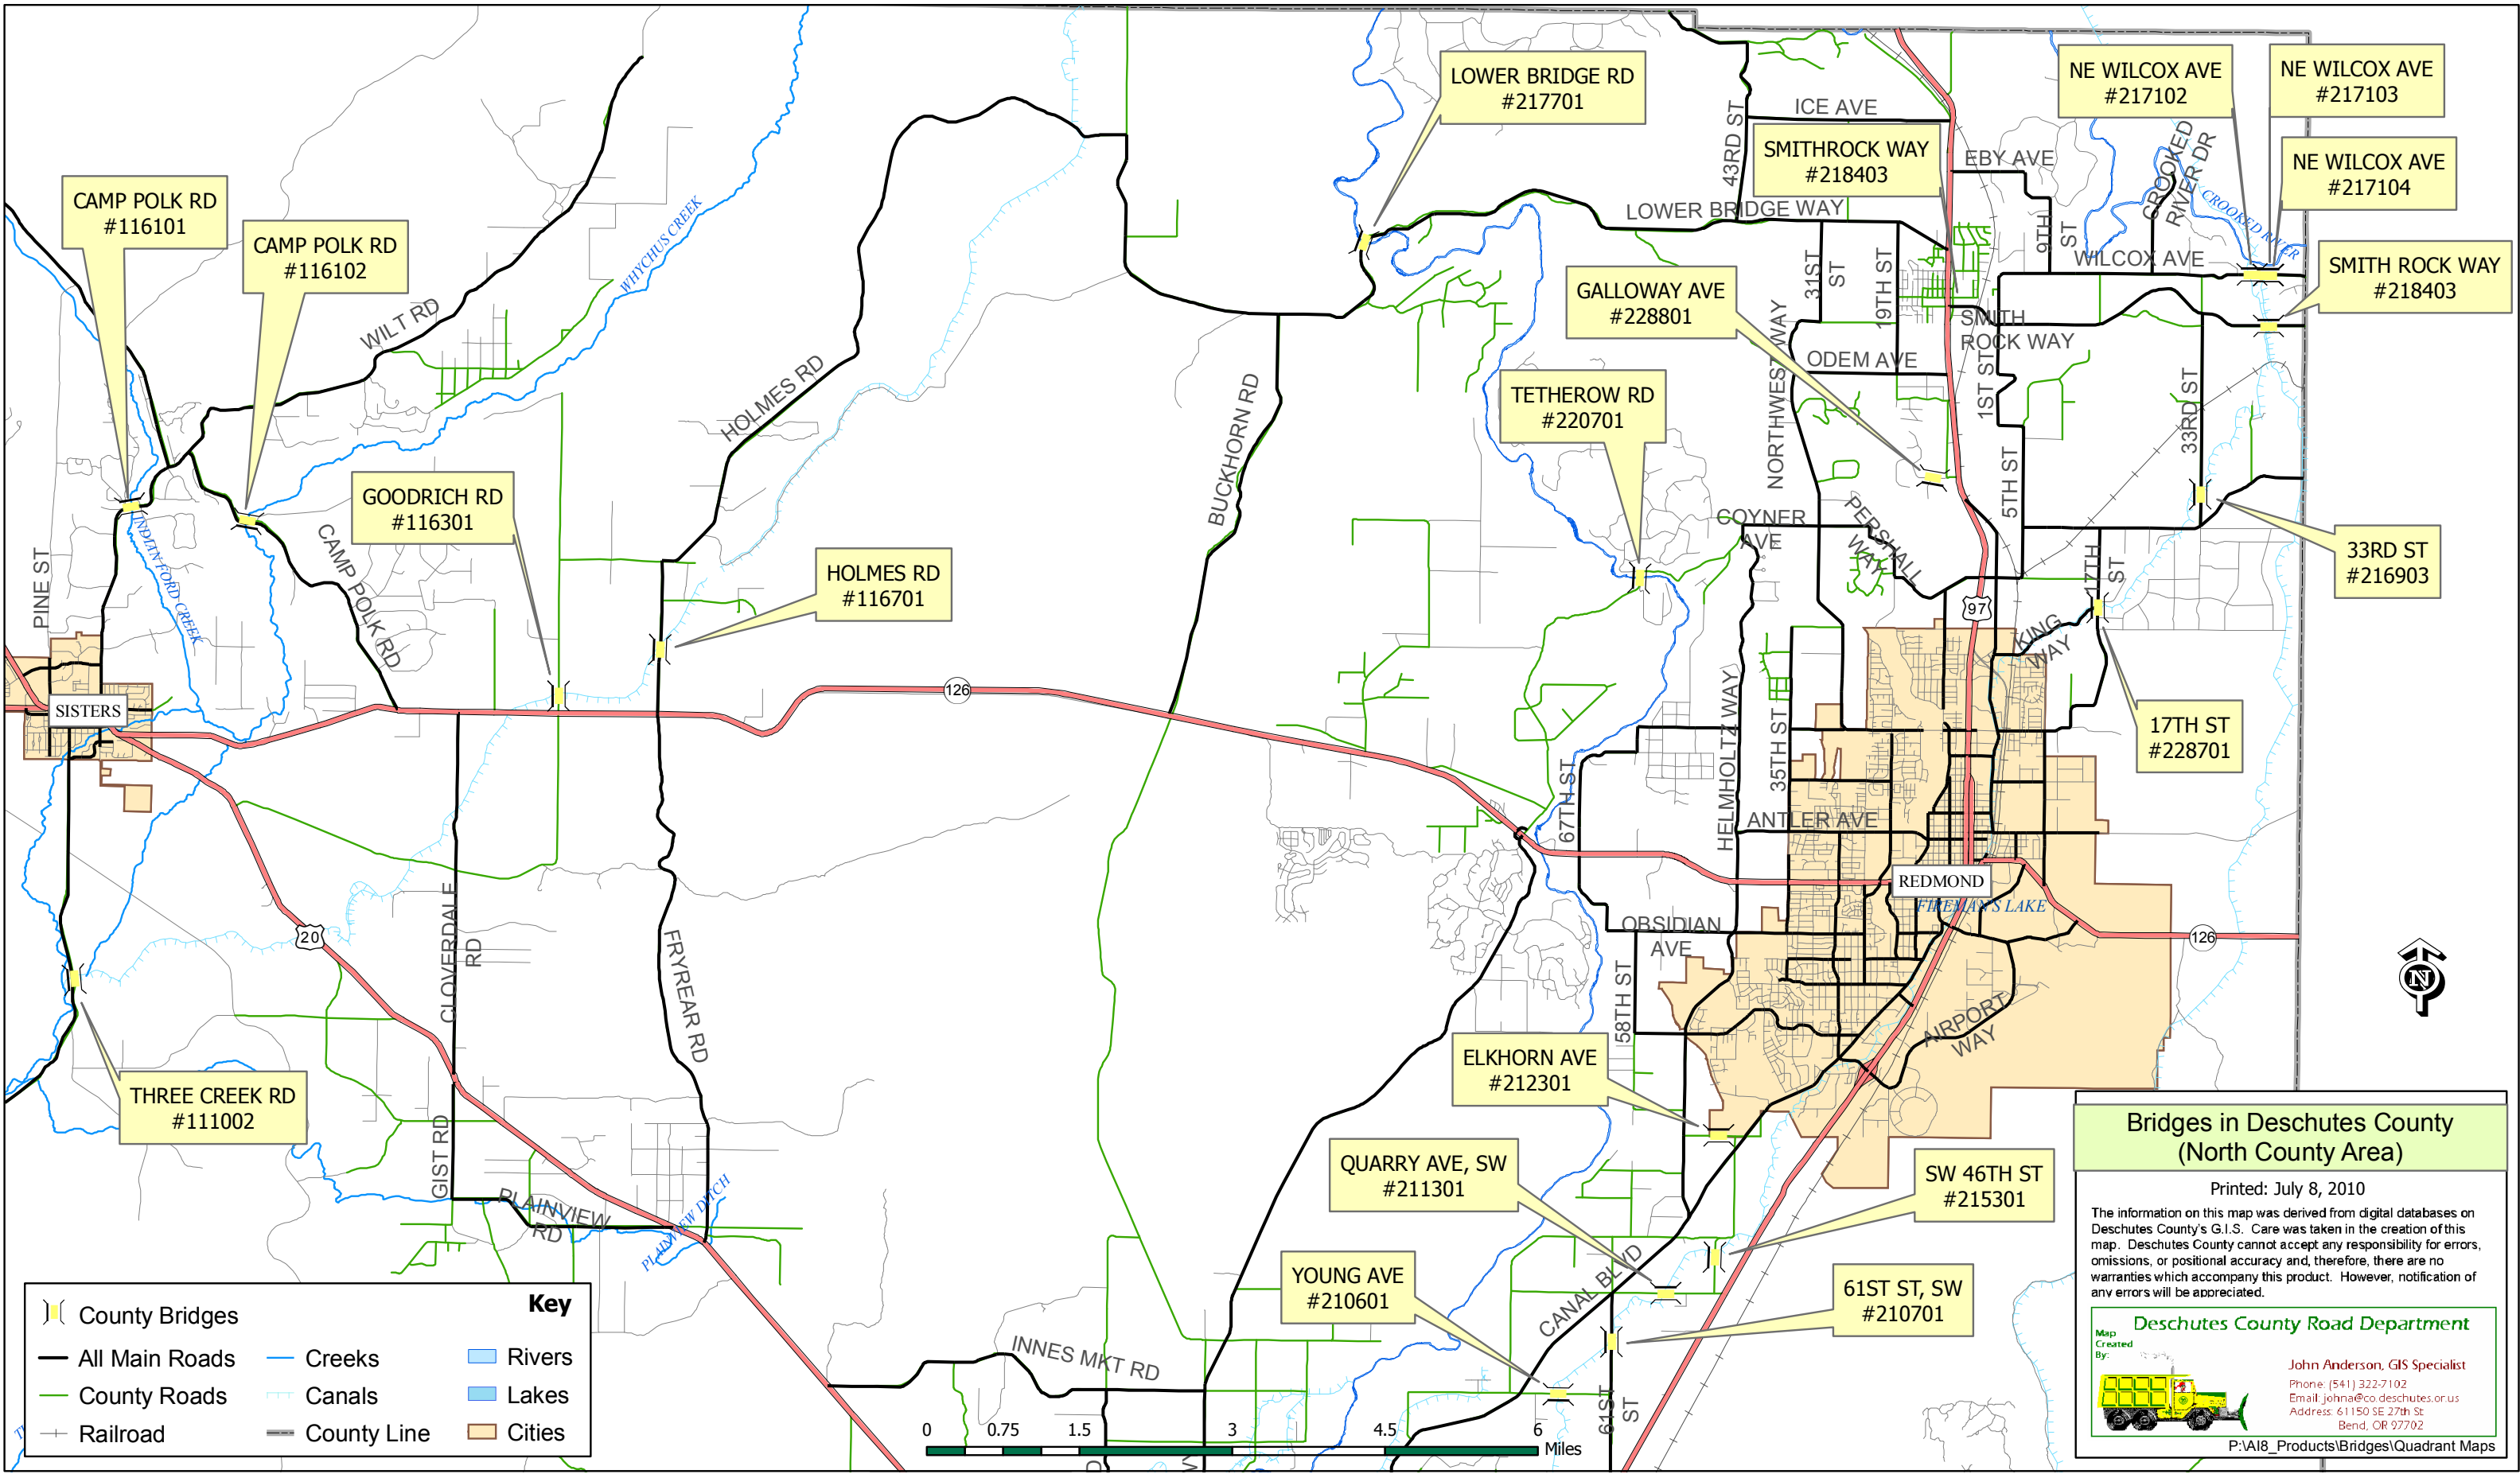 LOWER BRIDGE RD
#217701
NE WILCOX AVE
#217102
NE WILCOX AVE
#217103
NE WILCOX AVE
#217104
SMITHROCK WAY
#218403
SMITH ROCK WAY
#218403
CAMP POLK RD
#116101
CAMP POLK RD
#116102
GALLOWAY AVE
#228801
TETHEROW RD
#220701
GOODRICH RD
#116301
HOLMES RD
#116701
33RD ST
#216903
17TH ST
#228701
THREE CREEK RD
#111002
ELKHORN AVE
#212301
QUARRY AVE, SW
#211301
SW 46TH ST
#215301
YOUNG AVE
#210601
61ST ST, SW
#210701
ICE AVE
43RD ST
EBY AVE
CROOKED
RIVER DR
CROOKED RIVER
LOWER BRIDGE WAY
9TH
ST
WILCOX AVE
31ST
ST
19TH ST
SMITH
ROCK WAY
ODEM AVE
NORTHWEST WAY
1ST ST
33RD ST
5TH ST
COYNER
AVE
PERSHALL
WAY
17TH
ST
KING
WAY
WHYCHUS CREEK
WILT RD
HOLMES RD
BUCKHORN RD
INDIAN FORD CREEK
CAMP POLK RD
PINE ST
SISTERS
126
97
HELMHOLTZ WAY
35TH ST
67TH ST
ANTLER AVE
REDMOND
FIREMAN'S LAKE
OBSIDIAN
AVE
126
58TH ST
AIRPORT
WAY
20
CLOVERDALE
RD
FRYREAR RD
GIST RD
PLAINVIEW
RD
PLAINVIEW DITCH
INNES MKT RD
CANAL BLVD
61ST
ST
Key
County Bridges
All Main Roads
County Roads
Railroad
Creeks
Canals
County Line
Rivers
Lakes
Cities
0 0.75 1.5 3 4.5 6
Miles
Bridges in Deschutes County
(North County Area)
Printed: July 8, 2010
The information on this map was derived from digital databases on
Deschutes County's G.I.S. Care was taken in the creation of this
map. Deschutes County cannot accept any responsibility for errors,
omissions, or positional accuracy and, therefore, there are no
warranties which accompany this product. However, notification of
any errors will be appreciated.
Deschutes County Road Department
Map
Created
By:
John Anderson, GIS Specialist
Phone: (541) 322-7102
Email: johna@co.deschutes.or.us
Address: 61150 SE 27th St
Bend, OR 97702
P:\AI8_Products\Bridges\Quadrant Maps
N